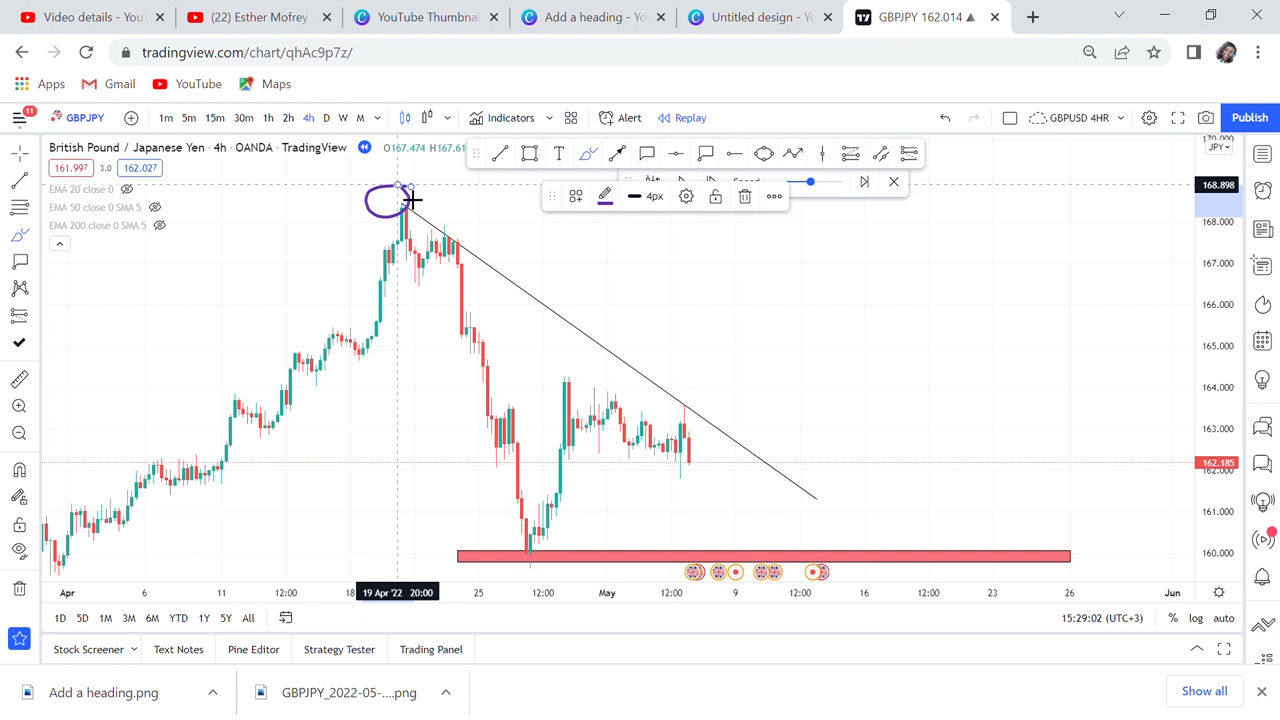 Video details - You
(22) Esther Mofrey
YouTube Thumbnai
Add a heading - Yo
Untitled design - Yo
GBPJPY 162.014 ▲
tradingview.com/chart/qhAc9p7z/
Apps Gmail YouTube Maps
11
GBPJPY 1m 5m 15m 30m 1h 2h 4h D W M Indicators Alert Replay GBPUSD 4HR Publish
British Pound / Japanese Yen · 4h · OANDA · TradingView O167.474 H167.61
161.997 3.0 162.027
EMA 20 close 0
EMA 50 close 0 SMA 5
EMA 200 close 0 SMA 5
4px
JPY
168.898
168.000
167.000
166.000
165.000
164.000
163.000
162.185
162.000
161.000
160.000
Apr 6 11 12:00 18 19 Apr '22 20:00 25 12:00 May 12:00 9 12:00 16 12:00 23 26 Jun
1D 5D 1M 3M 6M YTD 1Y 5Y All 15:29:02 (UTC+3) % log auto
Stock Screener Text Notes Pine Editor Strategy Tester Trading Panel
Add a heading.png GBPJPY_2022-05-....png Show all